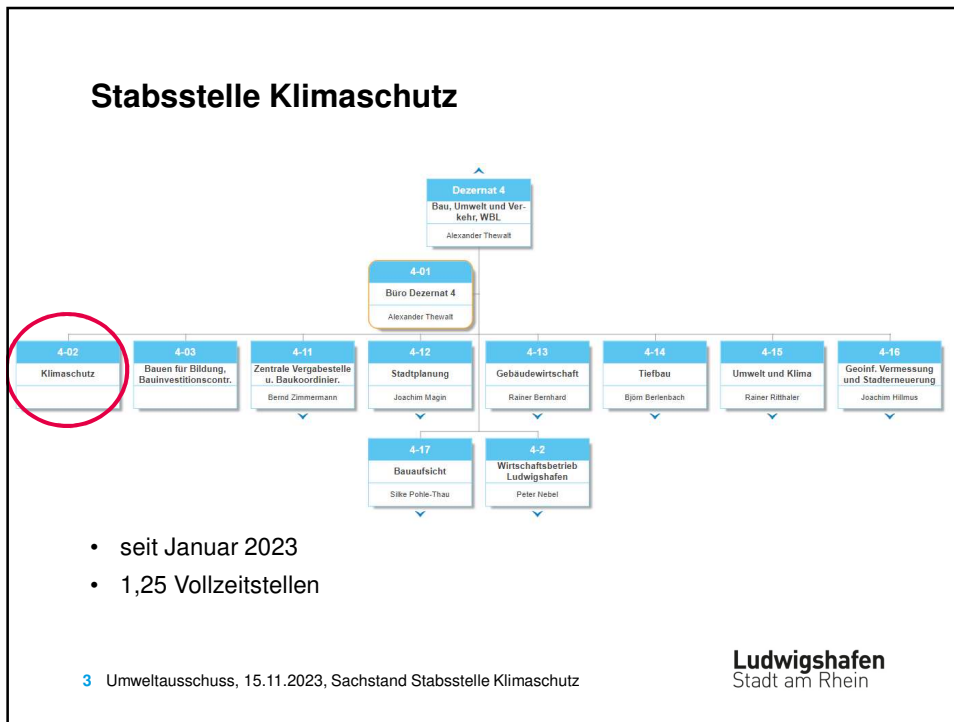 Stabsstelle Klimaschutz
Dezernat 4
Bau, Umwelt und Ver-
kehr, WBL
Alexander Thewalt
4-01
Büro Dezernat 4
Alexander Thewalt
4-02
Klimaschutz
4-03
Bauen für Bildung,
Bauinvestitionscontr.
4-11
Zentrale Vergabestelle
u. Baukoordinier.
Bernd Zimmermann
4-12
Stadtplanung
Joachim Magin
4-13
Gebäudewirtschaft
Rainer Bernhard
4-14
Tiefbau
Björn Berlenbach
4-15
Umwelt und Klima
Rainer Ritthaler
4-16
Geoinf. Vermessung
und Stadterneuerung
Joachim Hillmus
4-17
Bauaufsicht
Silke Pohle-Thau
4-2
Wirtschaftsbetrieb
Ludwigshafen
Peter Nebel
• seit Januar 2023
• 1,25 Vollzeitstellen
3 Umweltausschuss, 15.11.2023, Sachstand Stabsstelle Klimaschutz
Ludwigshafen
Stadt am Rhein